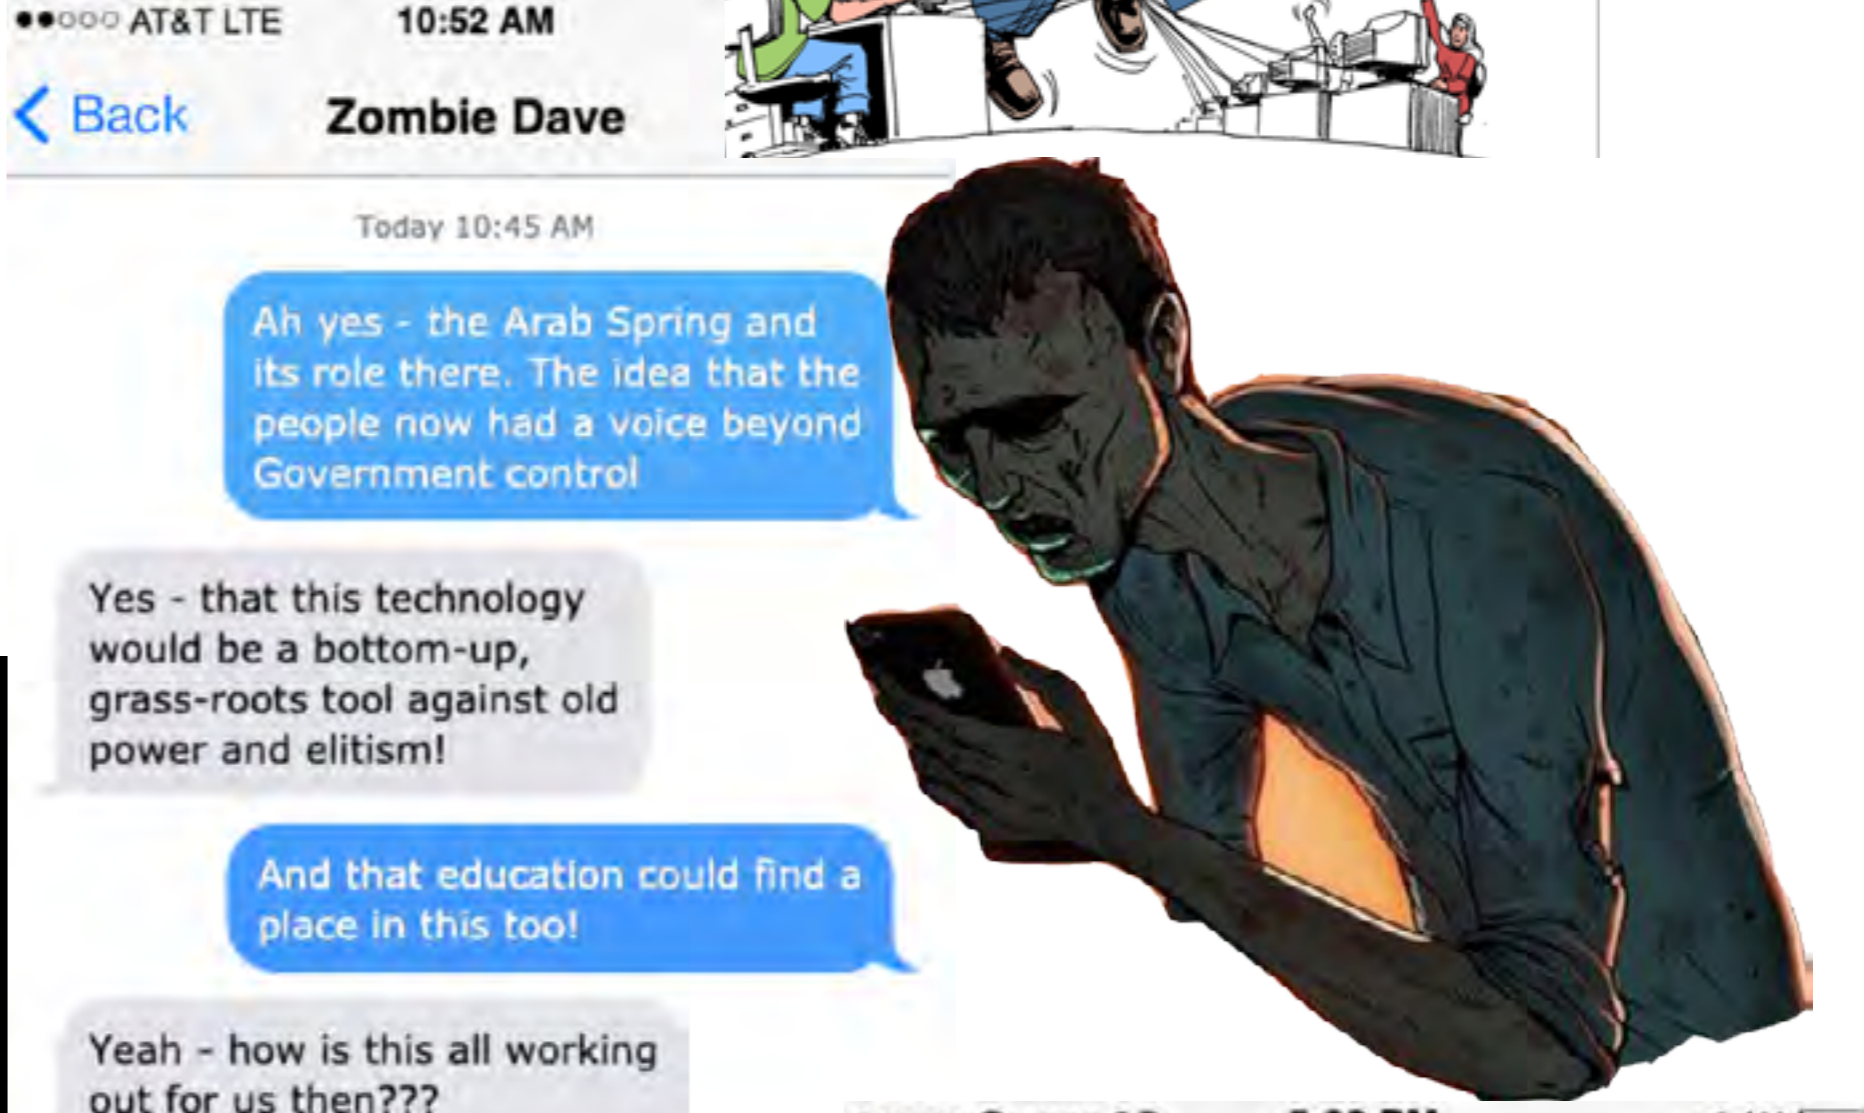 AT&T LTE 10:52 AM
Back Zombie Dave
Today 10:45 AM
Ah yes - the Arab Spring and
its role there. The idea that the
people now had a voice beyond
Government control
Yes - that this technology
would be a bottom-up,
grass-roots tool against old
power and elitism!
And that education could find a
place in this too!
Yeah - how is this all working
out for us then???